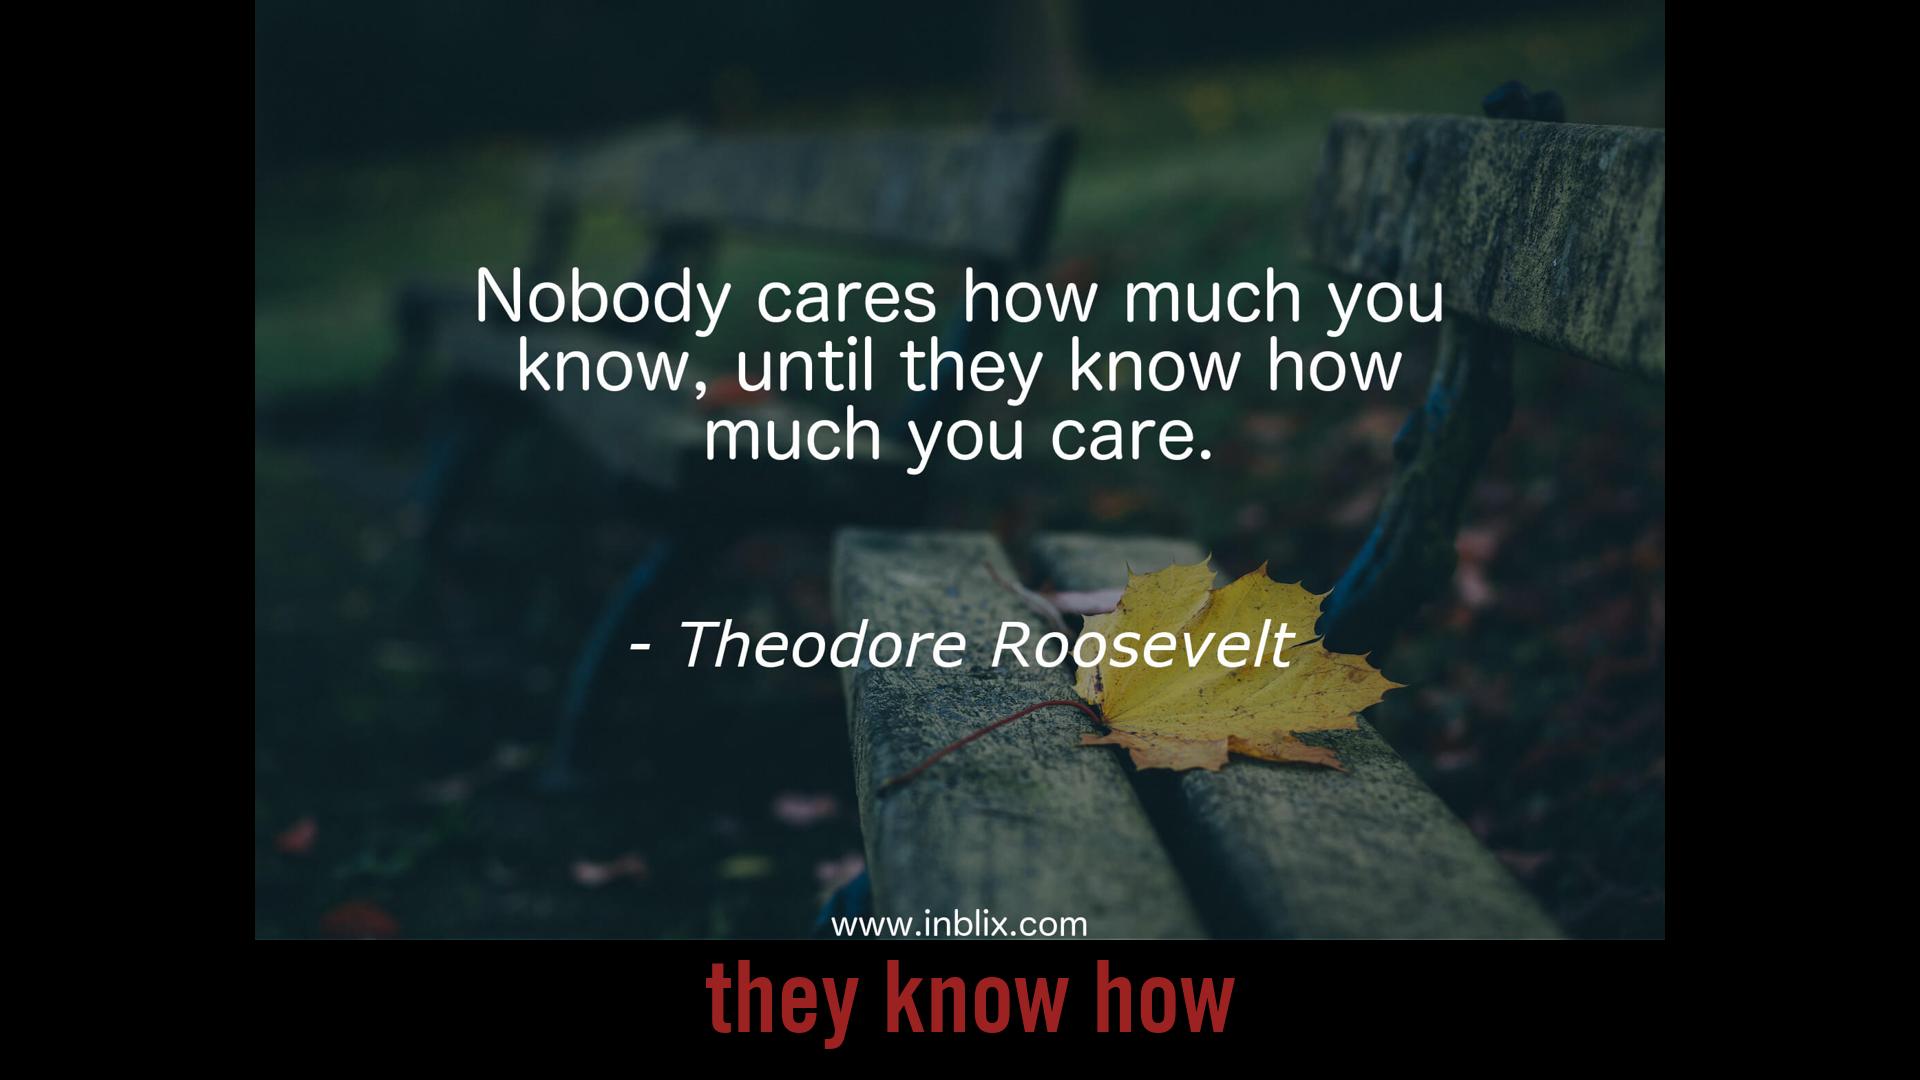 Nobody cares how much you
know, until they know how
much you care.
- Theodore Roosevelt
www.inblix.com
they know how